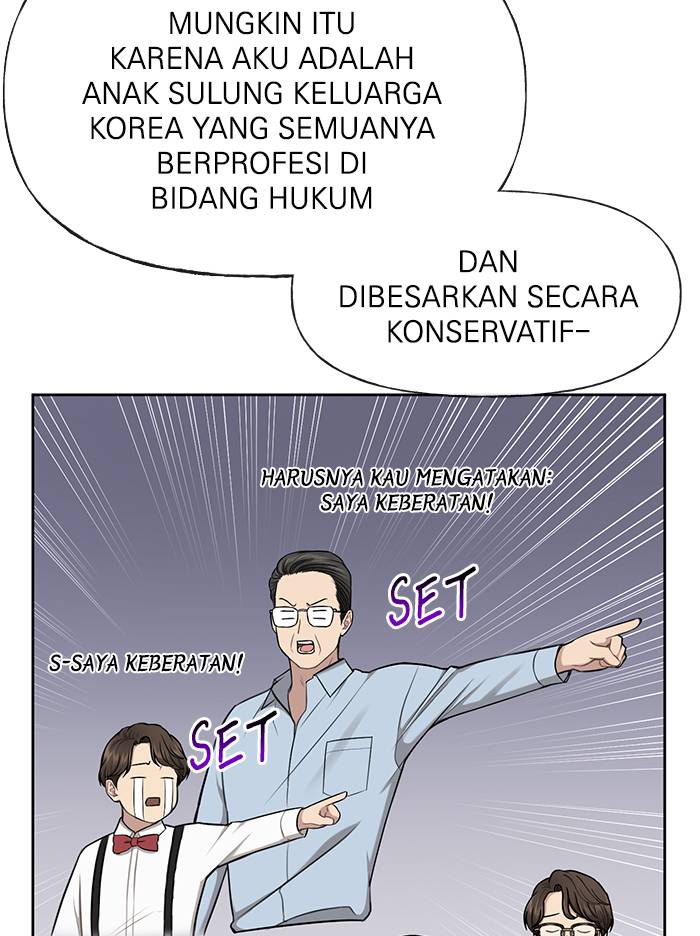 MUNGKIN ITU
KARENA AKU ADALAH
ANAK SULUNG KELUARGA
KOREA YANG SEMUANYA
BERPROFESI DI
BIDANG HUKUM
DAN
DIBESARKAN SECARA
KONSERVATIF-
HARUSNYA KAU MENGATAKAN:
SAYA KEBERATAN!
SET
S-SAYA KEBERATAN!
SET